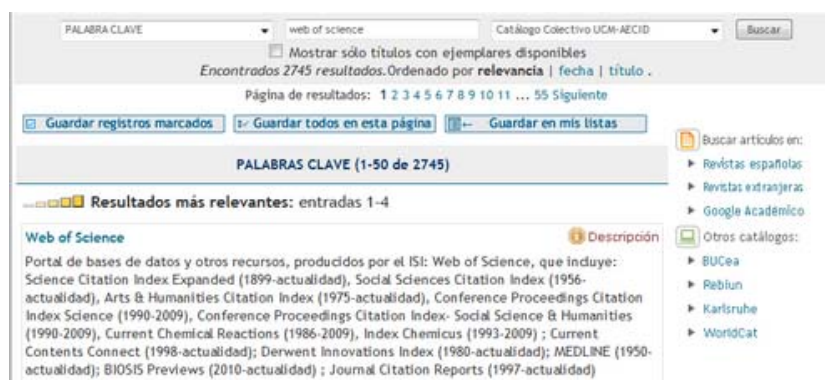 PALABRA CLAVE web of science Catálogo Colectivo UCM-AECID Buscar
Mostrar sólo títulos con ejemplares disponibles
Encontrados 2745 resultados.Ordenado por relevancia | fecha | título .
Página de resultados: 1 2 3 4 5 6 7 8 9 10 11 ... 55 Siguiente
Guardar registros marcados Guardar todos en esta página Guardar en mis listas
PALABRAS CLAVE (1-50 de 2745)
Resultados más relevantes: entradas 1-4
Web of Science Descripción
Portal de bases de datos y otros recursos, producidos por el ISI: Web of Science, que incluye:
Science Citation Index Expanded (1899-actualidad), Social Sciences Citation Index (1956-
actualidad), Arts & Humanities Citation Index (1975-actualidad), Conference Proceedings Citation
Index Science (1990-2009), Conference Proceedings Citation Index- Social Science & Humanities
(1990-2009), Current Chemical Reactions (1986-2009), Index Chemicus (1993-2009) ; Current
Contents Connect (1998-actualidad); Derwent Innovations Index (1980-actualidad); MEDLINE (1950-
actualidad); BIOSIS Previews (2010-actualidad) ; Journal Citation Reports (1997-actualidad)
Buscar artículos en:
Revistas españolas
Revistas extranjeras
Google Académico
Otros catálogos:
BUCea
Rebiun
Karlsruhe
WorldCat